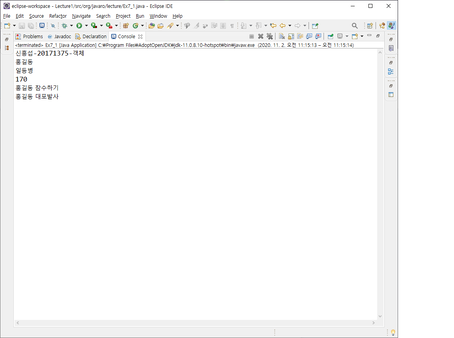 eclipse-workspace - Lecture1/src/org/javaro/lecture/Ex7_1.java - Eclipse IDE
File Edit Source Refactor Navigate Search Project Run Window Help
Problems Javadoc Declaration Console
<terminated> Ex7_1 [Java Application] C:\Program Files\AdoptOpenJDK\jdk-11.0.8.10-hotspot\bin\javaw.exe (2020. 11. 2. 오전 11:15:13 – 오전 11:15:14)
신흥섭-20171375-객체
홍길동
일등병
170
홍길동 잠수하기
홍길동 대포발사